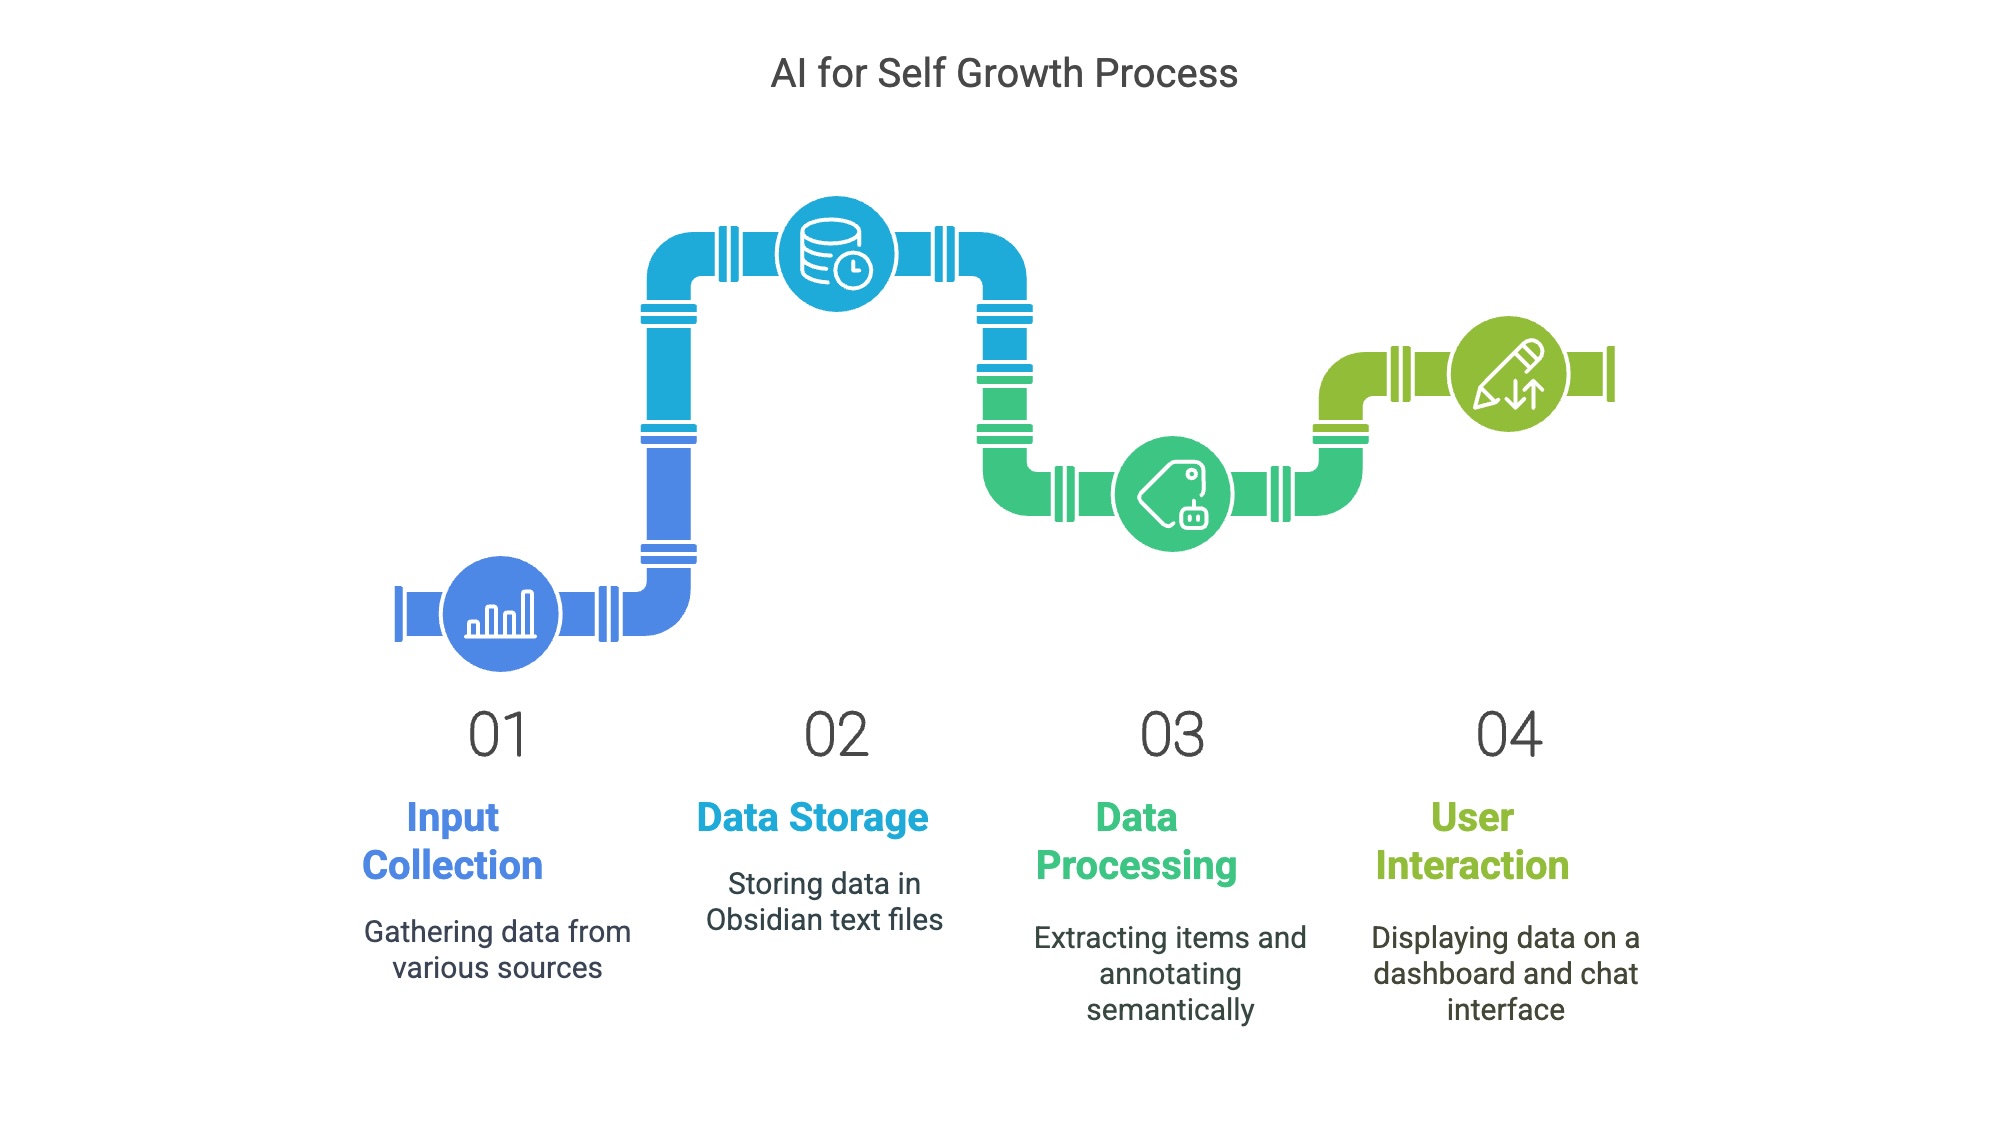 AI for Self Growth Process
01
Input
Collection
Gathering data from
various sources
02
Data Storage
Storing data in
Obsidian text files
03
Data
Processing
Extracting items and
annotating
semantically
04
User
Interaction
Displaying data on a
dashboard and chat
interface